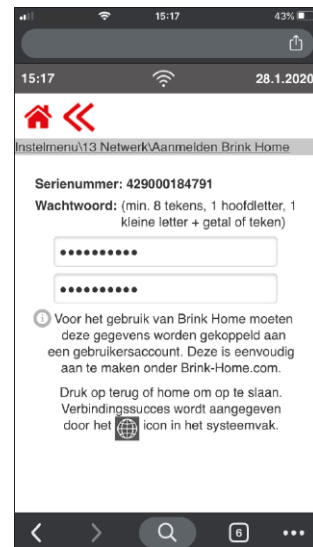 15:17
43%
15:17
28.1.2020
Instelmenu\13 Netwerk\Aanmelden Brink Home
Serienummer: 429000184791
Wachtwoord: (min. 8 tekens, 1 hoofdletter, 1
kleine letter + getal of teken)
••••••••••
••••••••••
Voor het gebruik van Brink Home moeten
deze gegevens worden gekoppeld aan
een gebruikersaccount. Deze is eenvoudig
aan te maken onder Brink-Home.com.
Druk op terug of home om op te slaan.
Verbindingssucces wordt aangegeven
door het icon in het systeemvak.
6